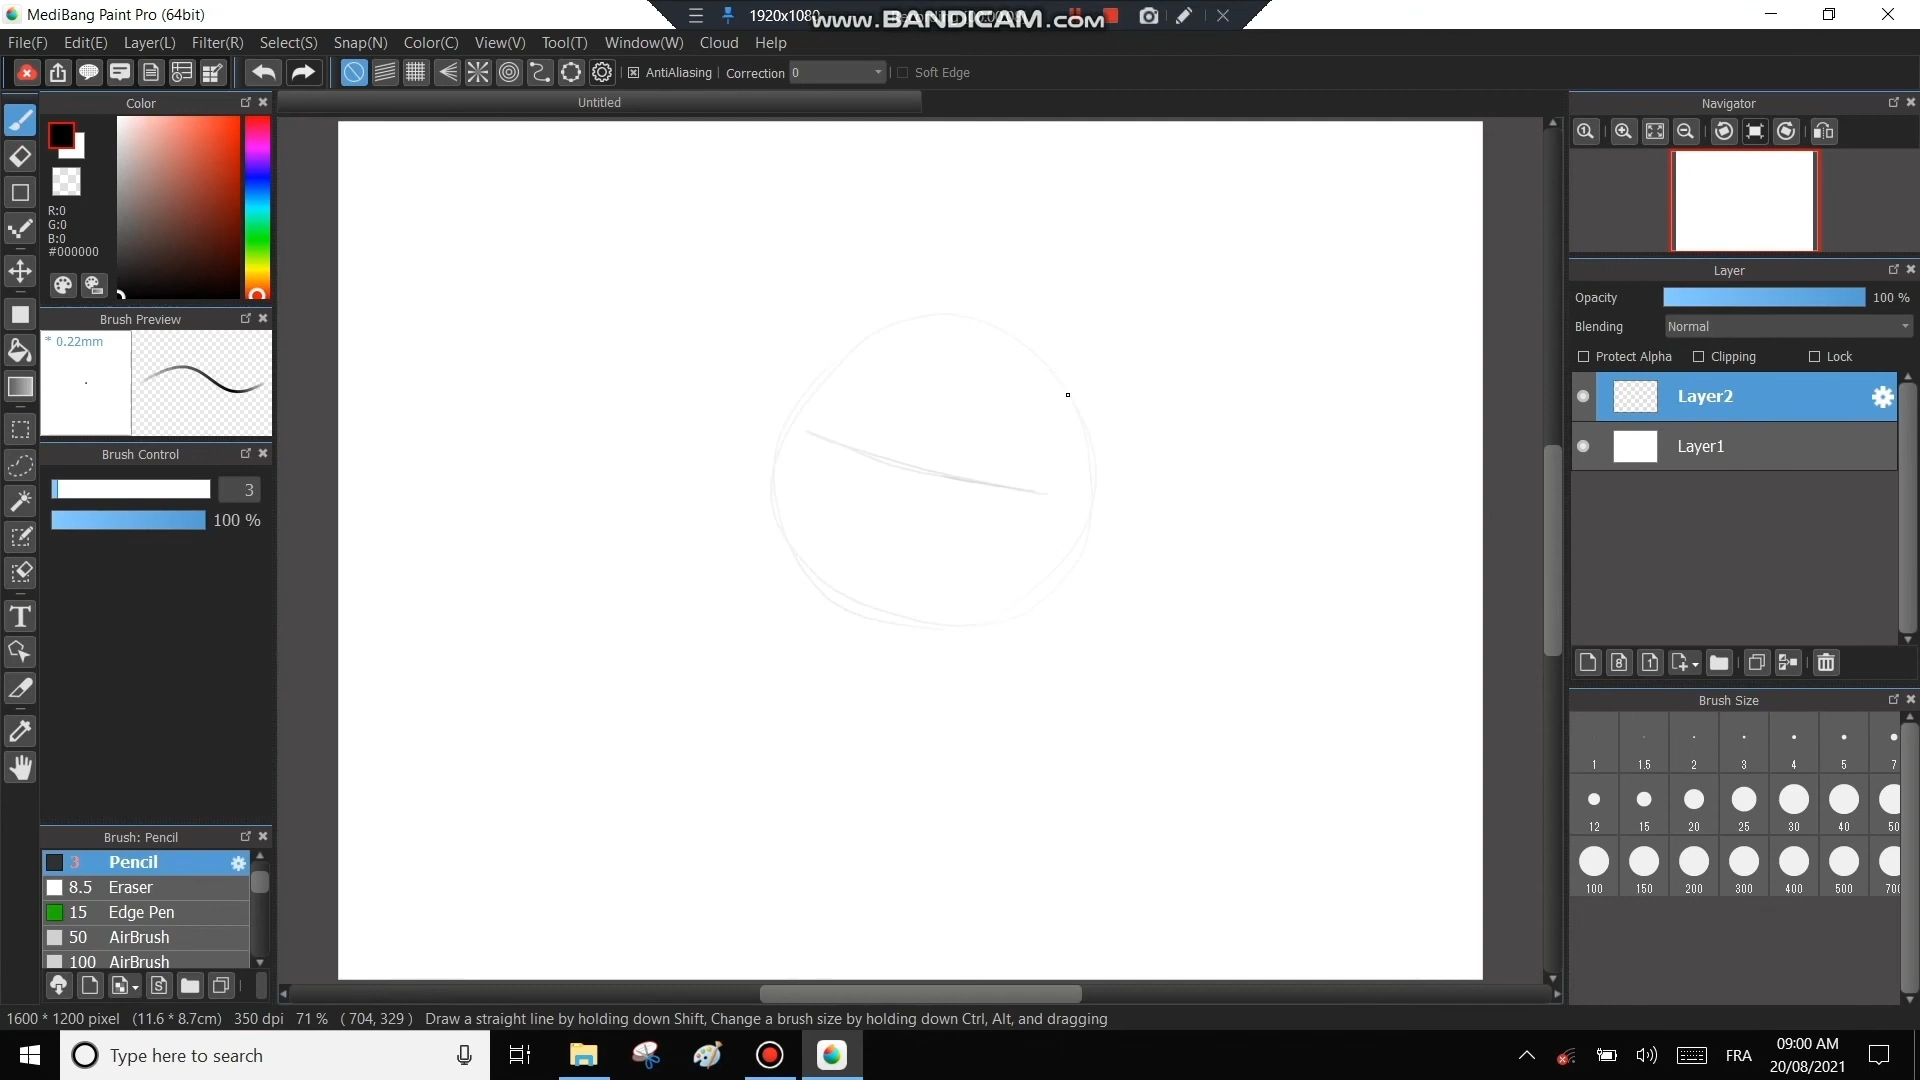 MediBang Paint Pro (64bit)
1920x1080
www.BANDICAM.com
File(F) Edit(E) Layer(L) Filter(R) Select(S) Snap(N) Color(C) View(V) Tool(T) Window(W) Cloud Help
AntiAliasing Correction 0 Soft Edge
Color
R:0
G:0
B:0
#000000
Brush Preview
* 0.22mm
Brush Control
3
100 %
Brush: Pencil
3 Pencil
8.5 Eraser
15 Edge Pen
50 AirBrush
100 AirBrush
Untitled
Navigator
Layer
Opacity 100 %
Blending Normal
Protect Alpha Clipping Lock
Layer2
Layer1
Brush Size
1 1.5 2 3 4 5 7
12 15 20 25 30 40 50
100 150 200 300 400 500 700
1600 * 1200 pixel (11.6 * 8.7cm) 350 dpi 71 % ( 704, 329 ) Draw a straight line by holding down Shift, Change a brush size by holding down Ctrl, Alt, and dragging
Type here to search
FRA
09:00 AM
20/08/2021